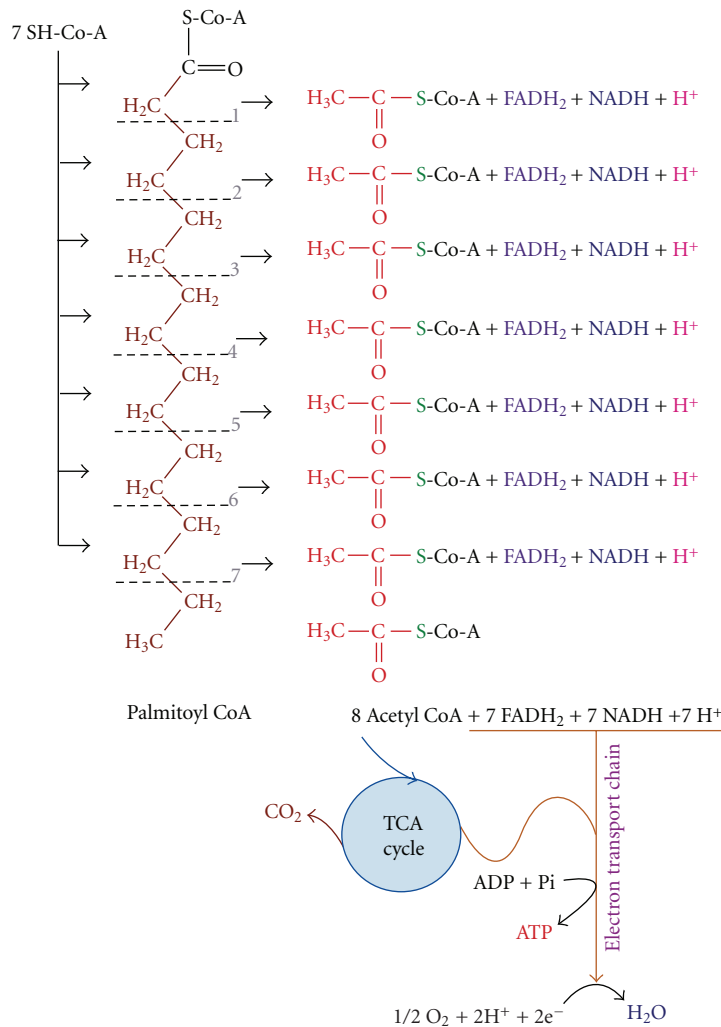 7 SH-Co-A
S-Co-A
C=O
H₂C
1
H₃C—C—S-Co-A + FADH₂ + NADH + H⁺
O
CH₂
H₂C
2
H₃C—C—S-Co-A + FADH₂ + NADH + H⁺
O
CH₂
H₂C
3
H₃C—C—S-Co-A + FADH₂ + NADH + H⁺
O
CH₂
H₂C
4
H₃C—C—S-Co-A + FADH₂ + NADH + H⁺
O
CH₂
H₂C
5
H₃C—C—S-Co-A + FADH₂ + NADH + H⁺
O
CH₂
H₂C
6
H₃C—C—S-Co-A + FADH₂ + NADH + H⁺
O
CH₂
H₂C
7
H₃C—C—S-Co-A + FADH₂ + NADH + H⁺
O
CH₂
H₃C
H₃C—C—S-Co-A
O
Palmitoyl CoA
8 Acetyl CoA + 7 FADH₂ + 7 NADH +7 H⁺
CO₂
TCA
cycle
Electron transport chain
ADP + Pi
ATP
1/2 O₂ + 2H⁺ + 2e⁻
H₂O